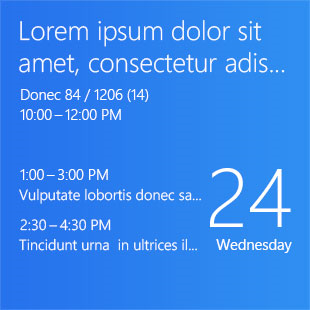 Lorem ipsum dolor sit
amet, consectetur adis...
Donec 84 / 1206 (14)
10:00 – 12:00 PM
1:00 – 3:00 PM
Vulputate lobortis donec sa...
2:30 – 4:30 PM
Tincidunt urna  in ultrices il...
24
Wednesday